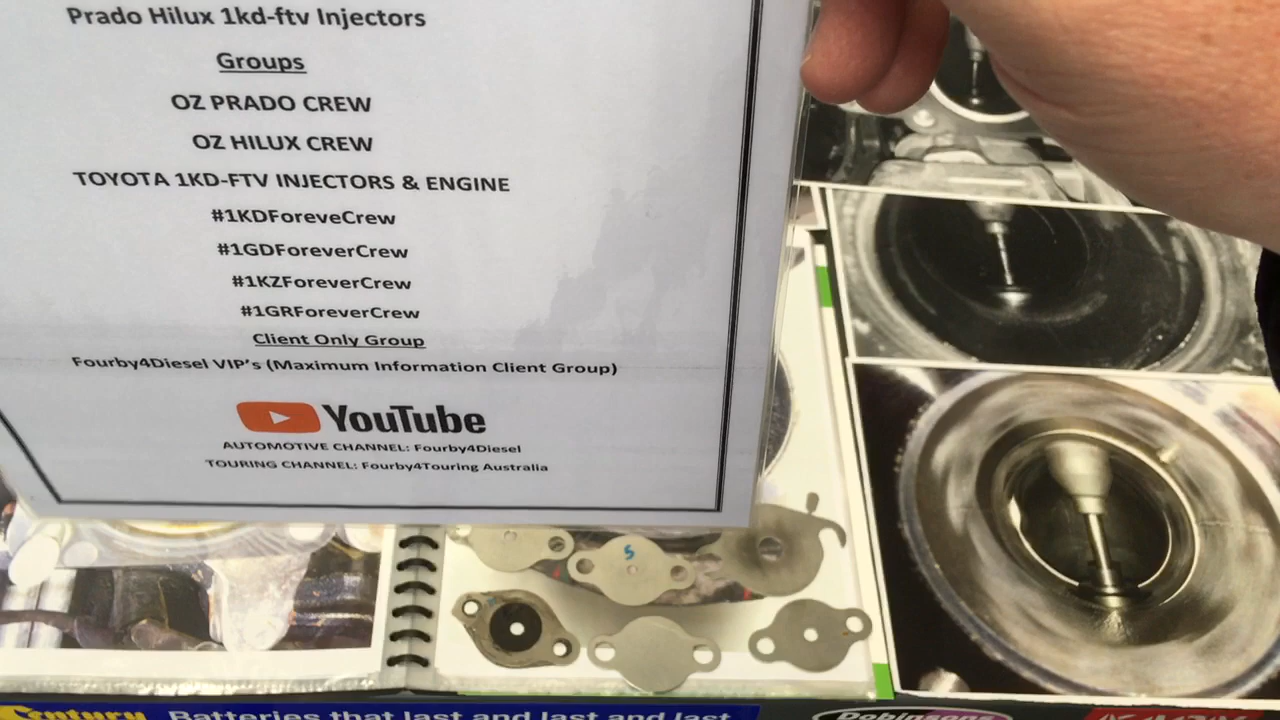 Prado Hilux 1kd-ftv Injectors
Groups
OZ PRADO CREW
OZ HILUX CREW
TOYOTA 1KD-FTV INJECTORS & ENGINE
#1KDForeveCrew
#1GDForeverCrew
#1KZForeverCrew
#1GRForeverCrew
Client Only Group
Fourby4Diesel VIP's (Maximum Information Client Group)
YouTube
AUTOMOTIVE CHANNEL: Fourby4Diesel
TOURING CHANNEL: Fourby4Touring Australia
5
Century Batteries that last and last and last
Dobinsons